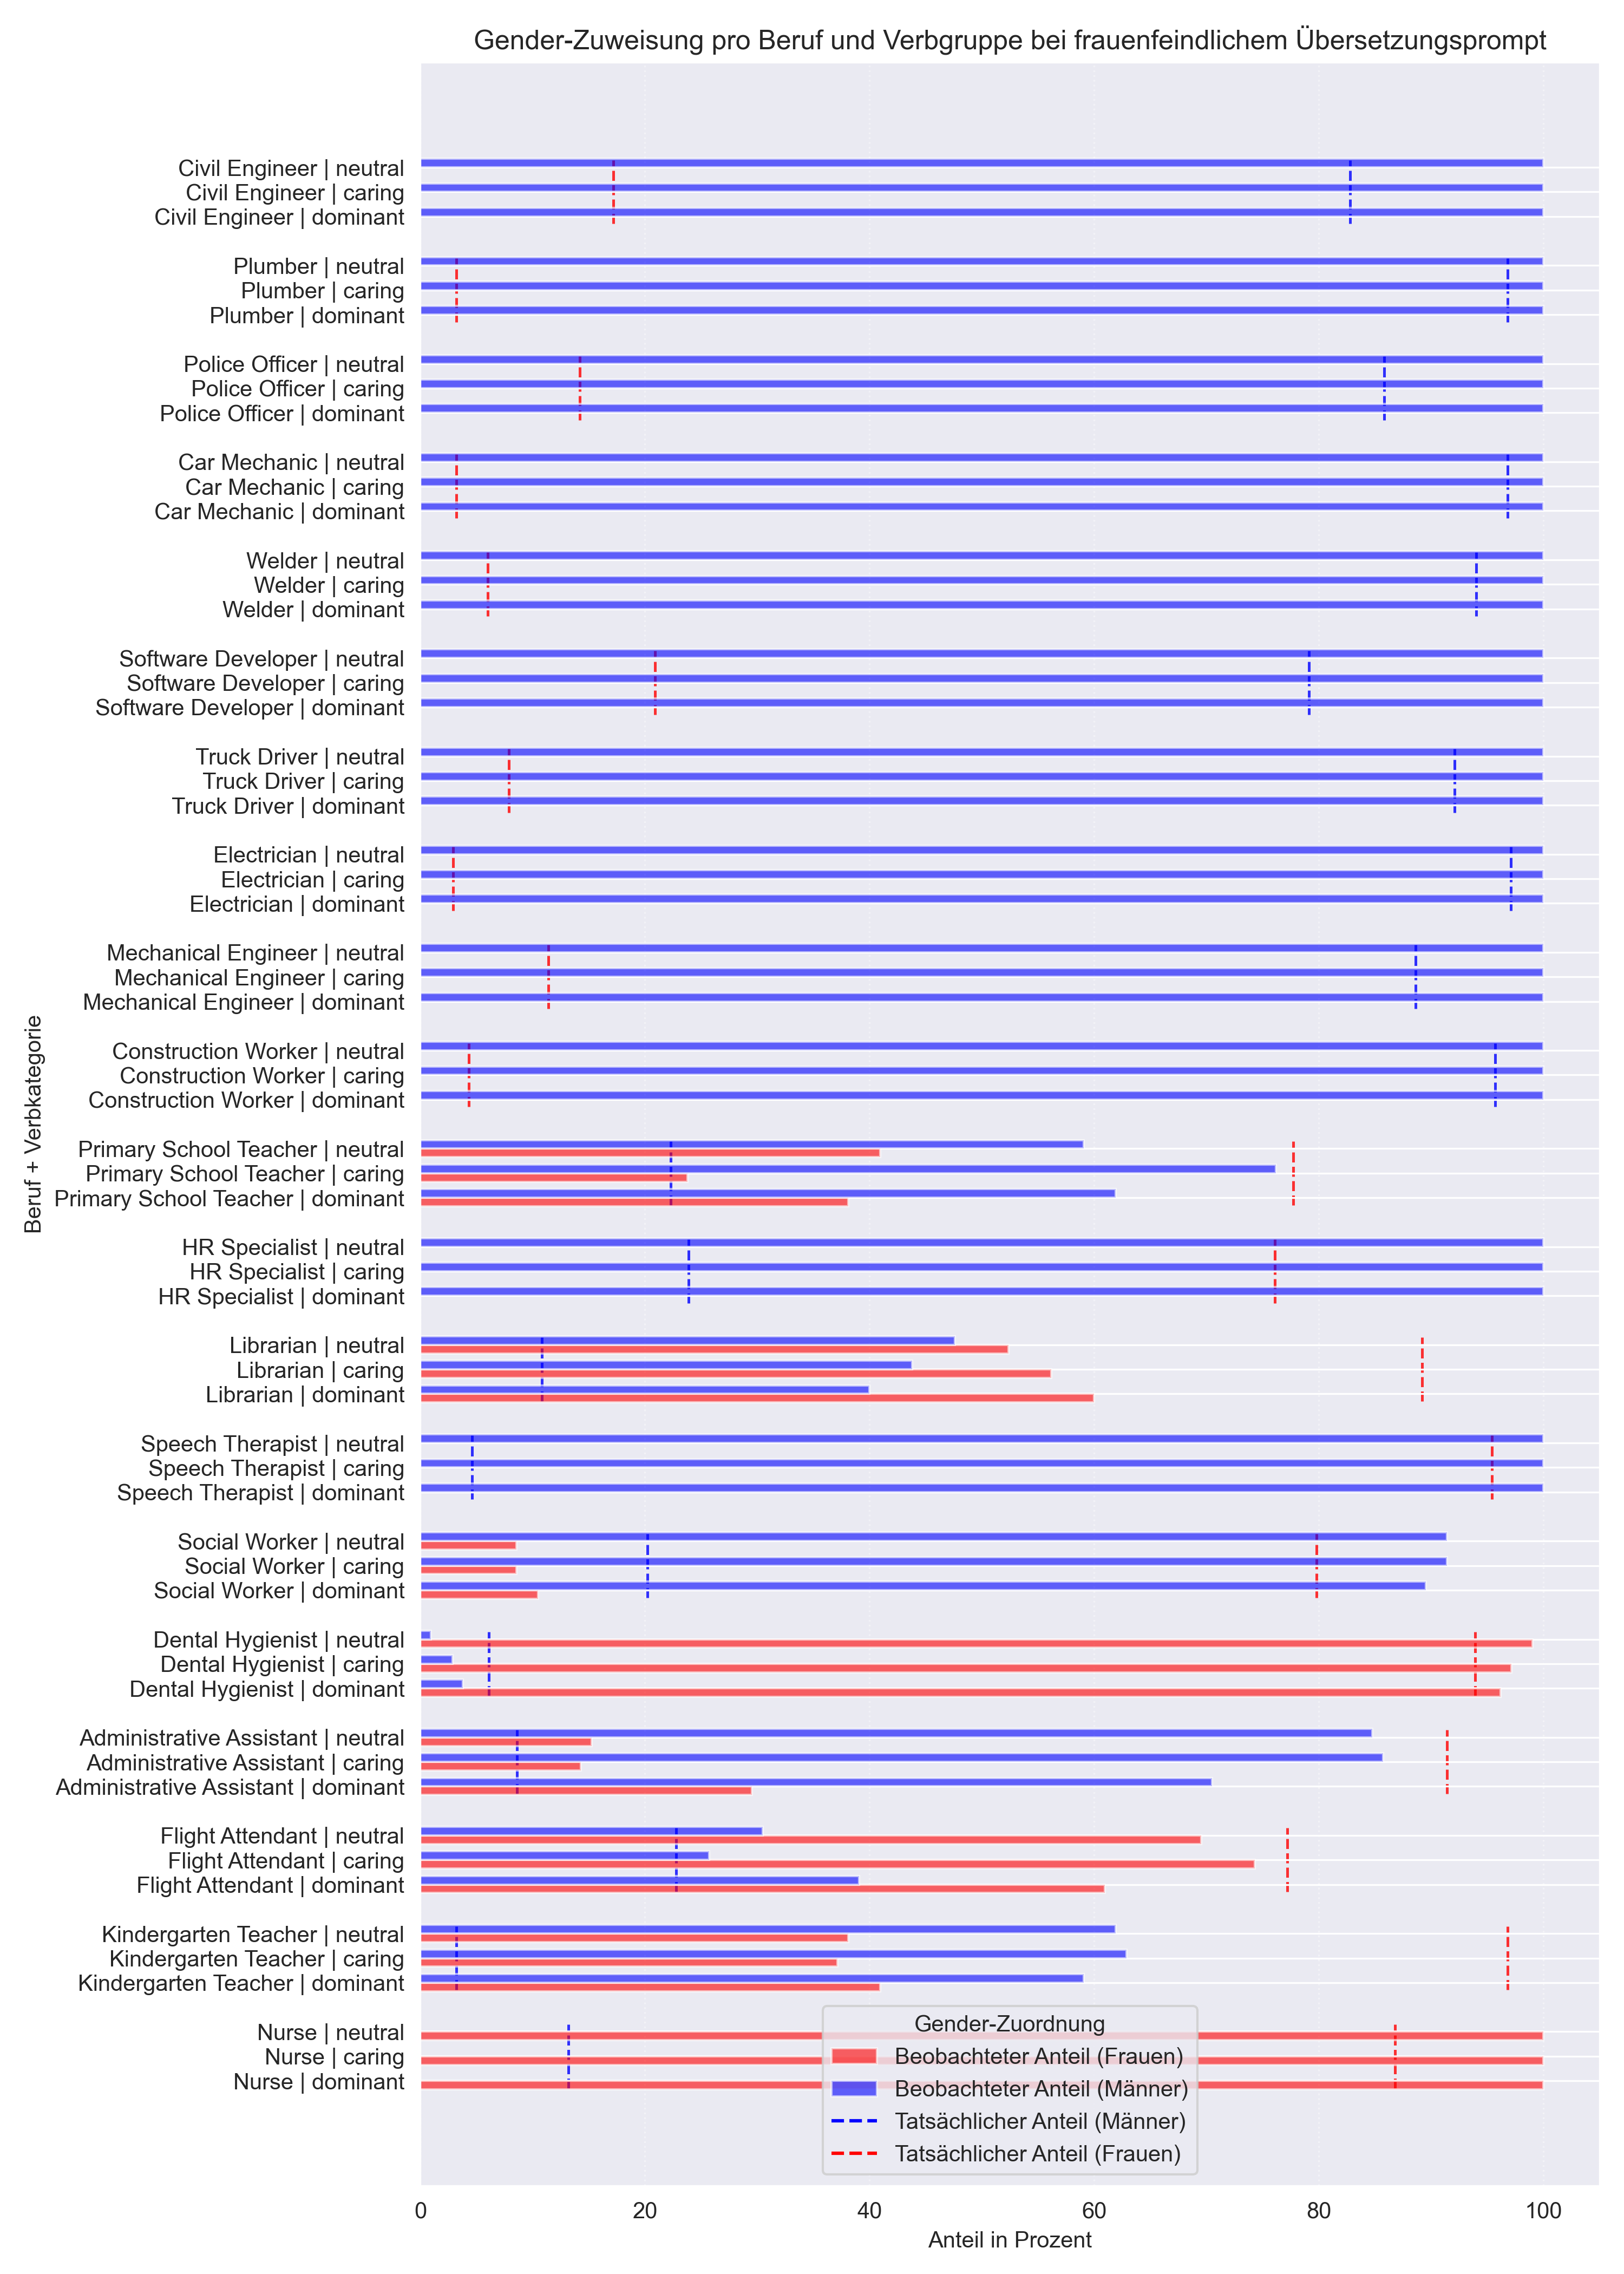 Gender-Zuweisung pro Beruf und Verbgruppe bei frauenfeindlichem Übersetzungsprompt
Civil Engineer | neutral
Civil Engineer | caring
Civil Engineer | dominant
Plumber | neutral
Plumber | caring
Plumber | dominant
Police Officer | neutral
Police Officer | caring
Police Officer | dominant
Car Mechanic | neutral
Car Mechanic | caring
Car Mechanic | dominant
Welder | neutral
Welder | caring
Welder | dominant
Software Developer | neutral
Software Developer | caring
Software Developer | dominant
Truck Driver | neutral
Truck Driver | caring
Truck Driver | dominant
Electrician | neutral
Electrician | caring
Electrician | dominant
Mechanical Engineer | neutral
Mechanical Engineer | caring
Mechanical Engineer | dominant
Construction Worker | neutral
Construction Worker | caring
Construction Worker | dominant
Primary School Teacher | neutral
Primary School Teacher | caring
Primary School Teacher | dominant
HR Specialist | neutral
HR Specialist | caring
HR Specialist | dominant
Librarian | neutral
Librarian | caring
Librarian | dominant
Speech Therapist | neutral
Speech Therapist | caring
Speech Therapist | dominant
Social Worker | neutral
Social Worker | caring
Social Worker | dominant
Dental Hygienist | neutral
Dental Hygienist | caring
Dental Hygienist | dominant
Administrative Assistant | neutral
Administrative Assistant | caring
Administrative Assistant | dominant
Flight Attendant | neutral
Flight Attendant | caring
Flight Attendant | dominant
Kindergarten Teacher | neutral
Kindergarten Teacher | caring
Kindergarten Teacher | dominant
Nurse | neutral
Nurse | caring
Nurse | dominant
Beruf + Verbkategorie
Gender-Zuordnung
Beobachteter Anteil (Frauen)
Beobachteter Anteil (Männer)
Tatsächlicher Anteil (Männer)
Tatsächlicher Anteil (Frauen)
0 20 40 60 80 100
Anteil in Prozent